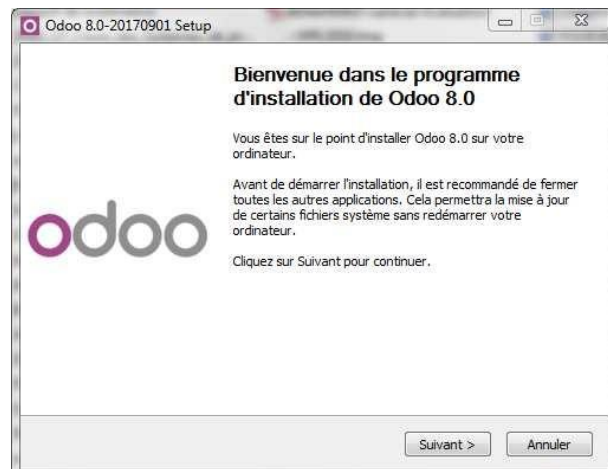 Odoo 8.0-20170901 Setup
Bienvenue dans le programme
d'installation de Odoo 8.0
Vous êtes sur le point d'installer Odoo 8.0 sur votre
ordinateur.
Avant de démarrer l'installation, il est recommandé de fermer
toutes les autres applications. Cela permettra la mise à jour
de certains fichiers système sans redémarrer votre
ordinateur.
odoo
Cliquez sur Suivant pour continuer.
Suivant >
Annuler